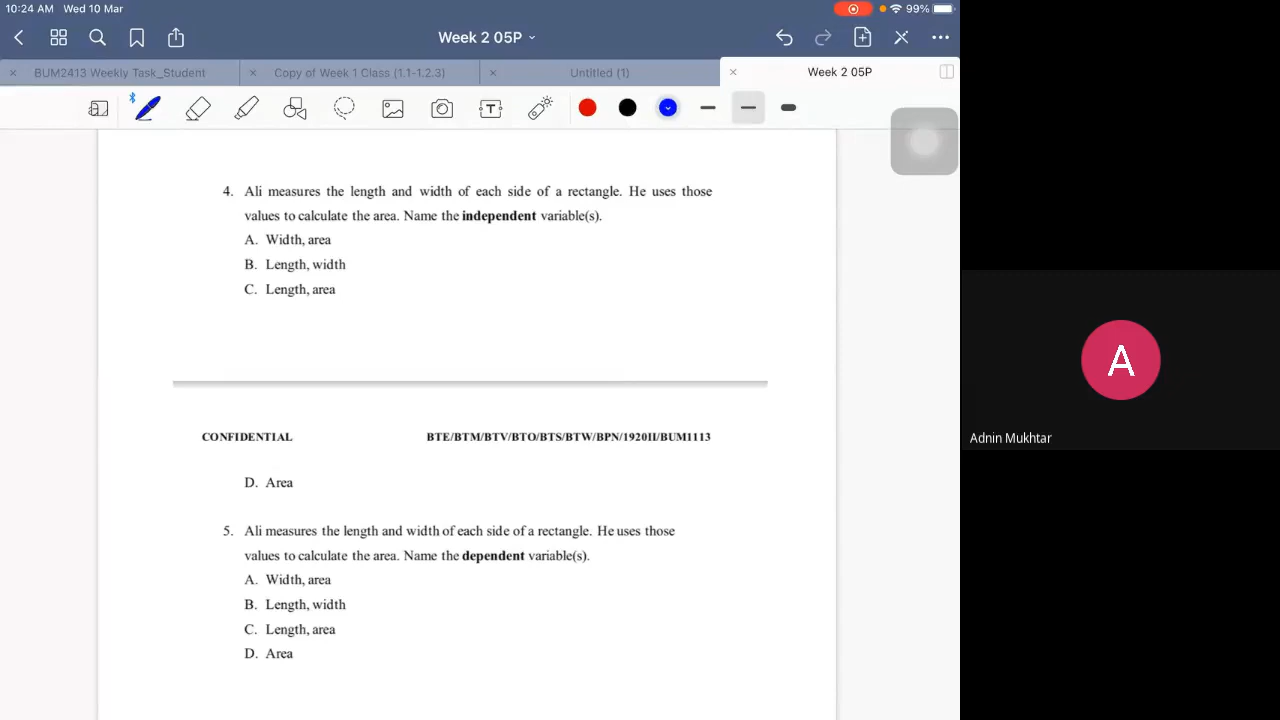 10:24 AM Wed 10 Mar
99%
Week 2 05P
BUM2413 Weekly Task_Student
Copy of Week 1 Class (1.1-1.2.3)
Untitled (1)
Week 2 05P
4. Ali measures the length and width of each side of a rectangle. He uses those
values to calculate the area. Name the independent variable(s).
A. Width, area
B. Length, width
C. Length, area
CONFIDENTIAL BTE/BTM/BTV/BTO/BTS/BTW/BPN/1920II/BUM1113
D. Area
5. Ali measures the length and width of each side of a rectangle. He uses those
values to calculate the area. Name the dependent variable(s).
A. Width, area
B. Length, width
C. Length, area
D. Area
A
Adnin Mukhtar